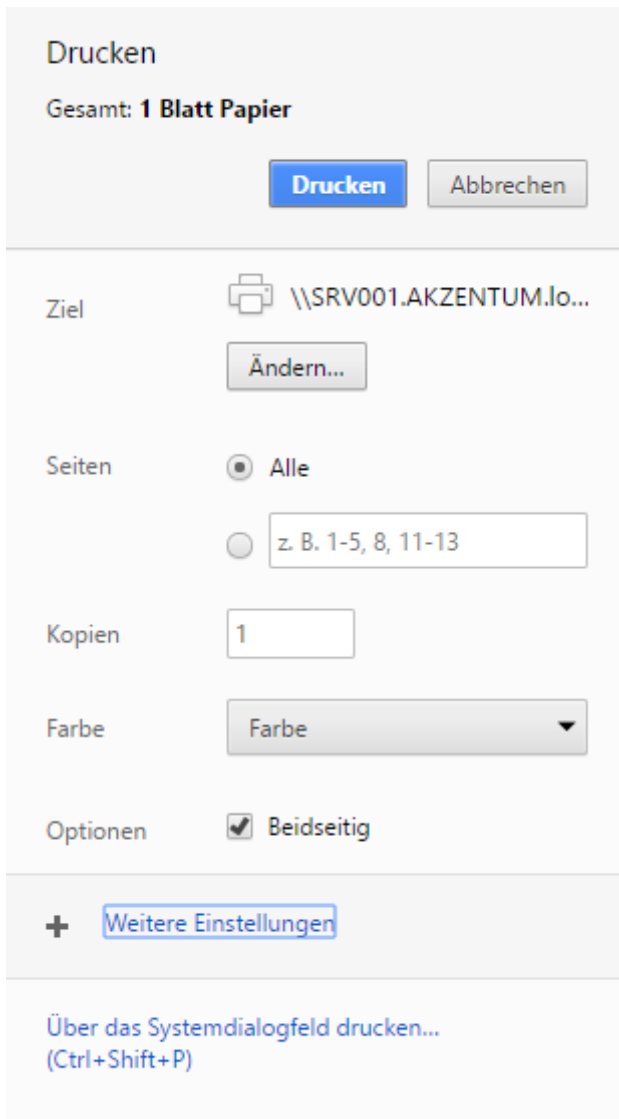 Drucken
Gesamt: 1 Blatt Papier
Drucken Abbrechen
Ziel \\SRV001.AKZENTUM.lo...
Ändern...
Seiten Alle
z. B. 1-5, 8, 11-13
Kopien 1
Farbe Farbe
Optionen Beidseitig
Weitere Einstellungen
Über das Systemdialogfeld drucken...
(Ctrl+Shift+P)